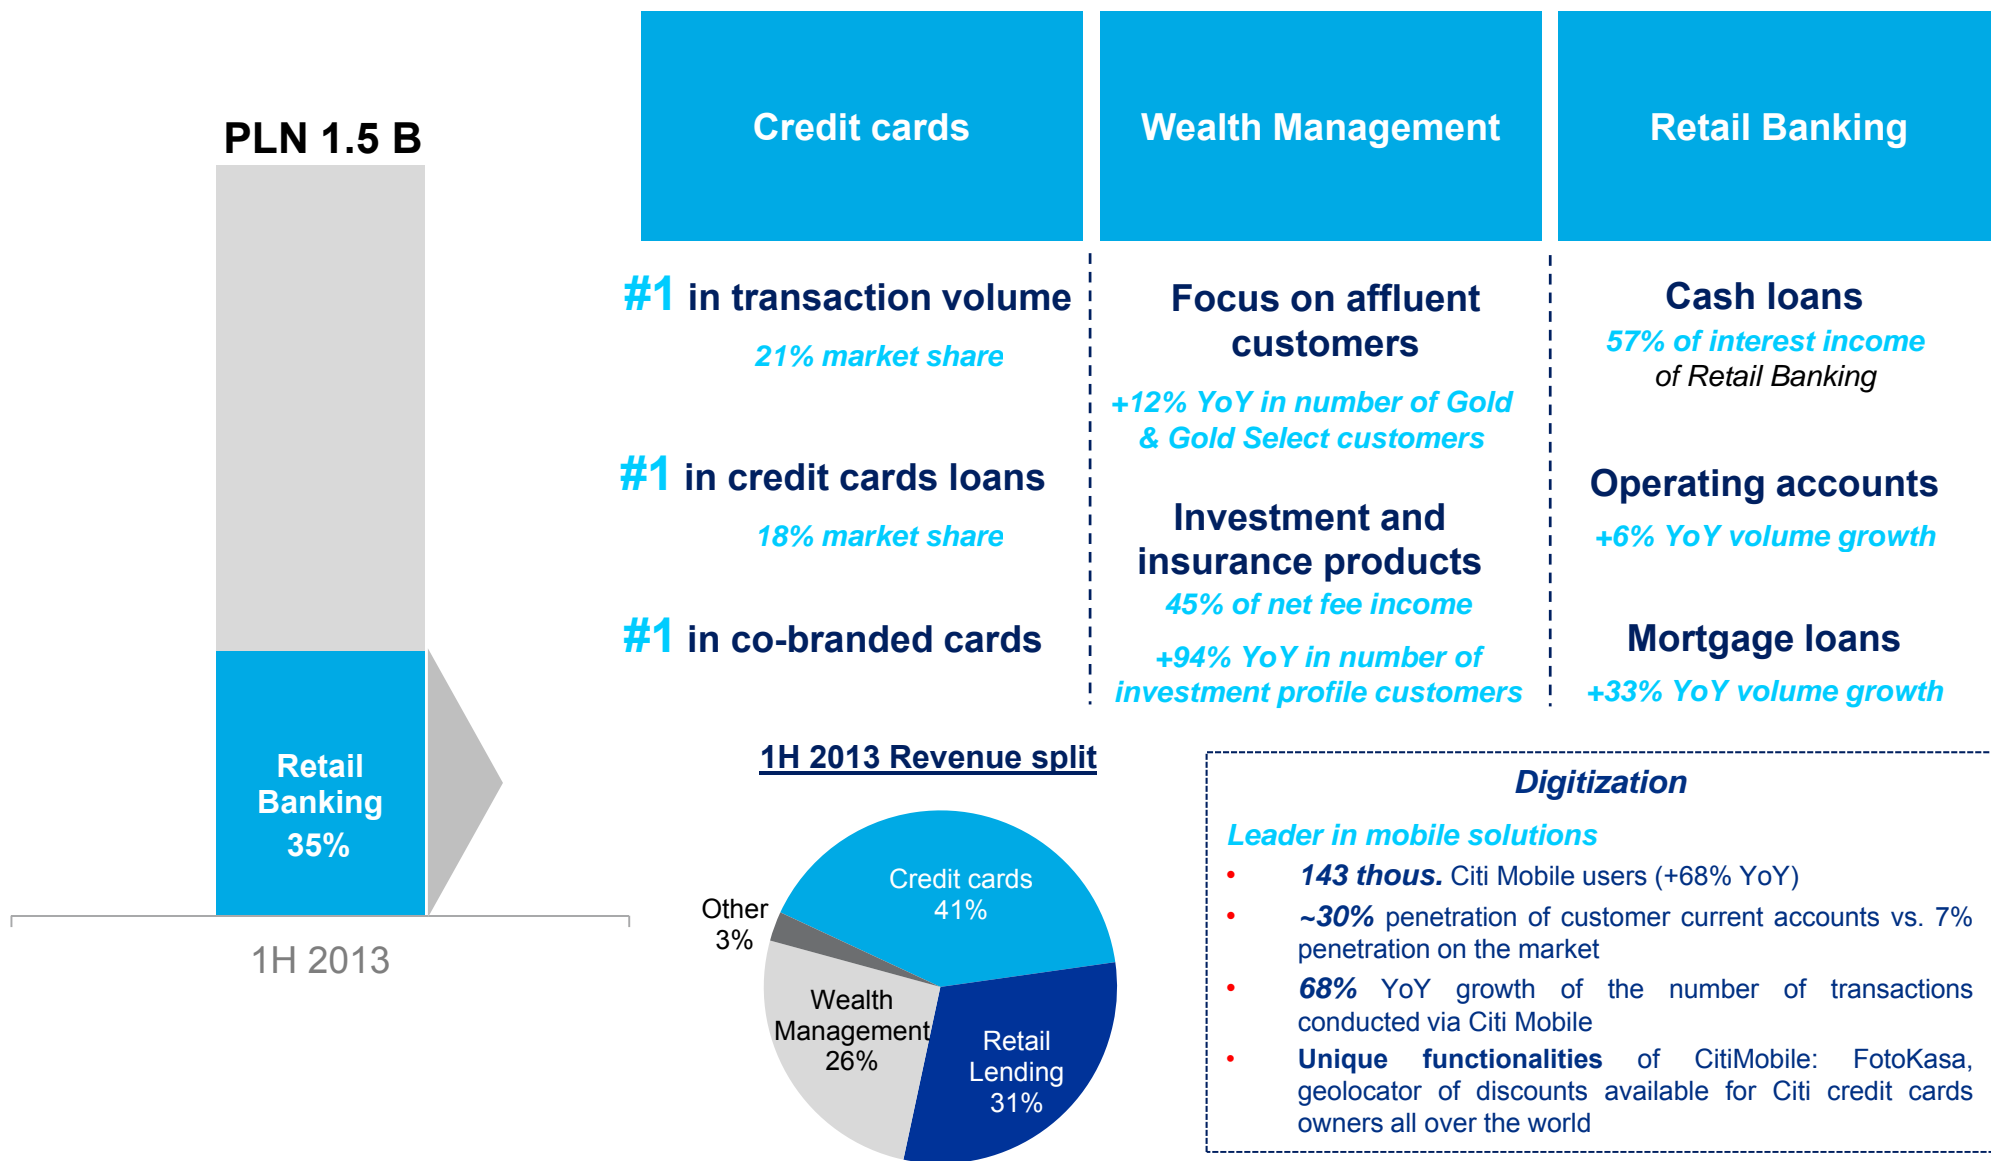 PLN 1.5 B
Retail
Banking
35%
1H 2013
Credit cards
#1 in transaction volume
21% market share
#1 in credit cards loans
18% market share
#1 in co-branded cards
Wealth Management
Focus on affluent
customers
+12% YoY in number of Gold
& Gold Select customers
Investment and
insurance products
45% of net fee income
+94% YoY in number of
investment profile customers
Retail Banking
Cash loans
57% of interest income
of Retail Banking
Operating accounts
+6% YoY volume growth
Mortgage loans
+33% YoY volume growth
1H 2013 Revenue split
Credit cards
41%
Other
3%
Wealth
Management
26%
Retail
Lending
31%
Digitization
Leader in mobile solutions
• 143 thous. Citi Mobile users (+68% YoY)
• ~30% penetration of customer current accounts vs. 7%
penetration on the market
• 68% YoY growth of the number of transactions
conducted via Citi Mobile
• Unique functionalities of CitiMobile: FotoKasa,
geolocator of discounts available for Citi credit cards
owners all over the world